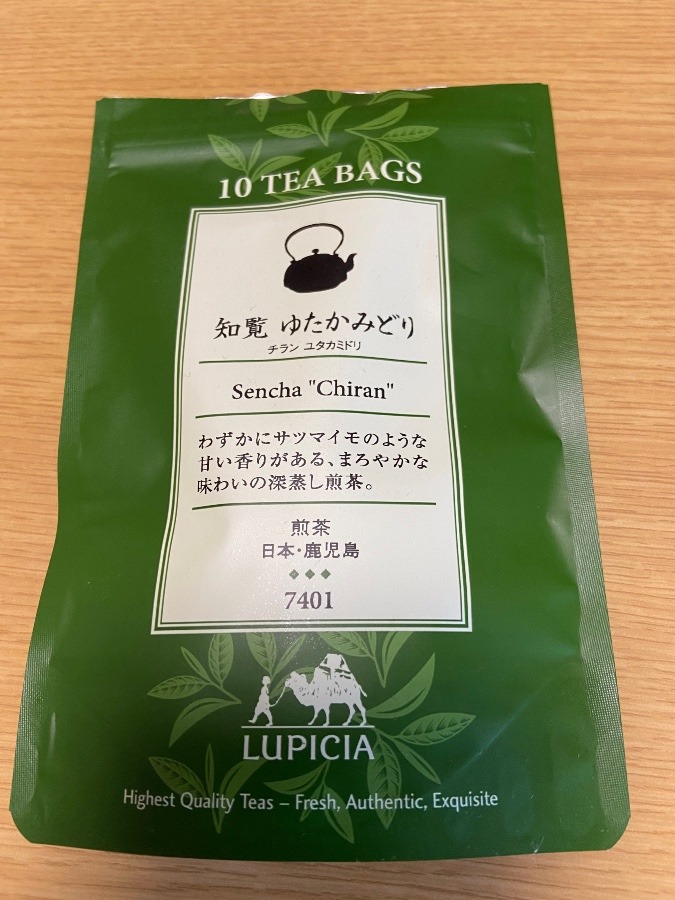 10 TEA BAGS
知覧 ゆたかみどり
チラン ユタカミドリ
Sencha "Chiran"
わずかにサツマイモのような
甘い香りがある、まろやかな
味わいの深蒸し煎茶。
煎茶
日本・鹿児島
7401
LUPICIA
Highest Quality Teas – Fresh, Authentic, Exquisite